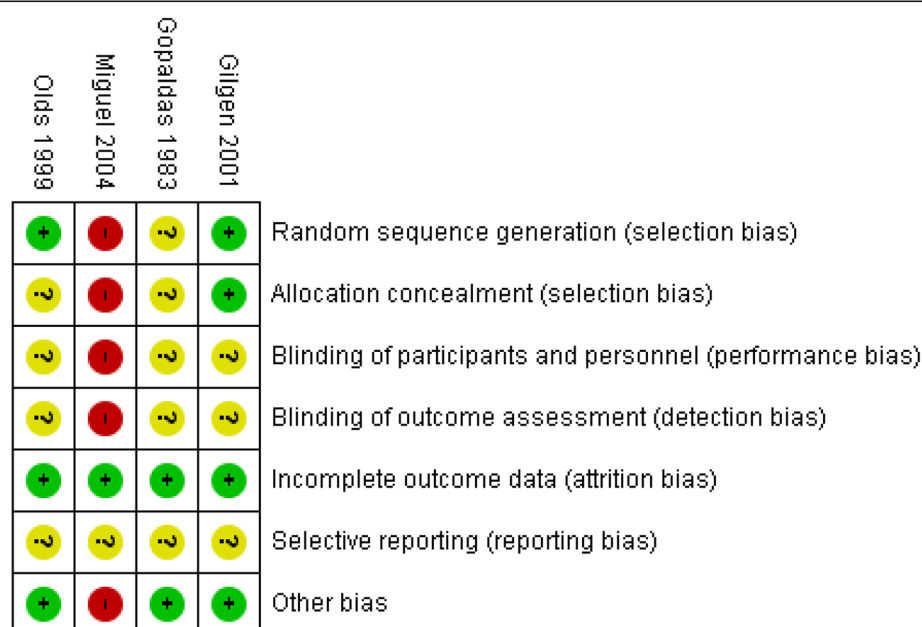 Olds 1999
Miguel 2004
Gopaldas 1983
Gilgen 2001
+ - ? + Random sequence generation (selection bias)
? - ? + Allocation concealment (selection bias)
? - ? ? Blinding of participants and personnel (performance bias)
? - ? ? Blinding of outcome assessment (detection bias)
+ + + + Incomplete outcome data (attrition bias)
? ? ? ? Selective reporting (reporting bias)
+ - + + Other bias